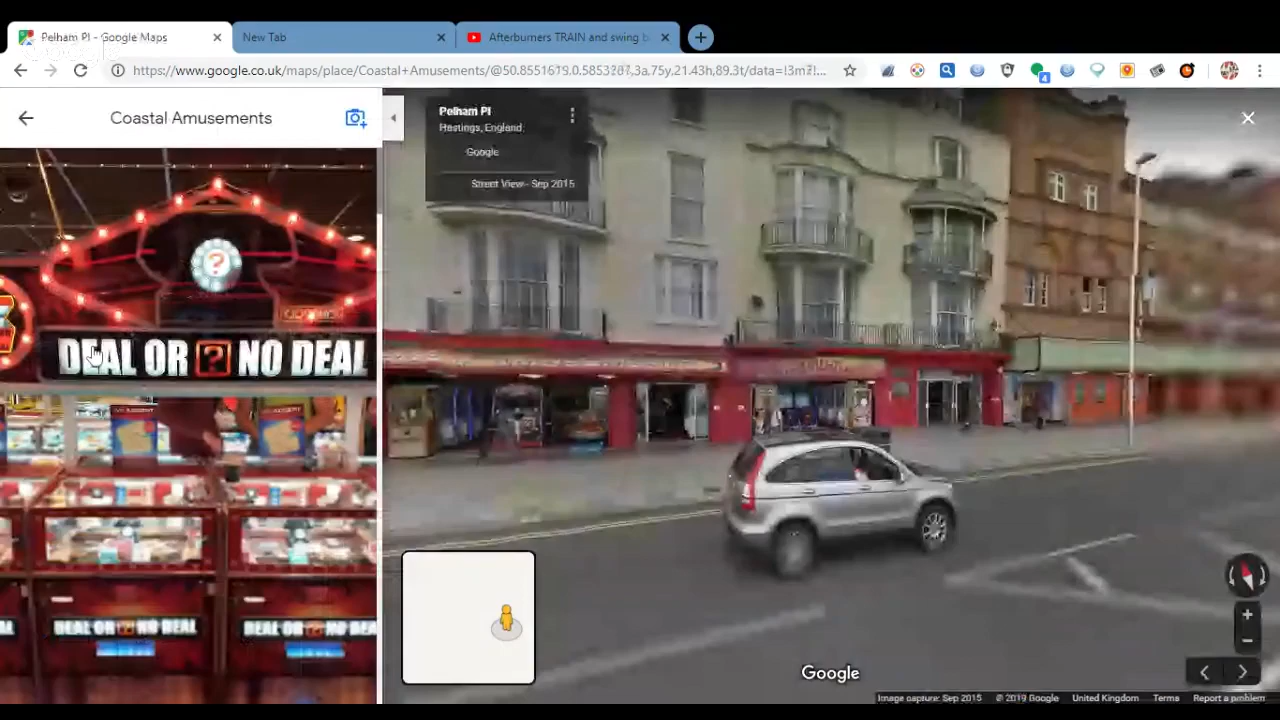 Pelham Pl - Google Maps
New Tab
Afterburners TRAIN and swing b
https://www.google.co.uk/maps/place/Coastal+Amusements/
4
Coastal Amusements
Pelham Pl
Hastings, England
Google
Street View - Sep 2015
?
DEAL OR ? NO DEAL
DEAL OR ? NO DEAL
DEAL OR ? NO DEA
Google
Image capture: Sep 2015 © 2019 Google United Kingdom Terms Report a problem